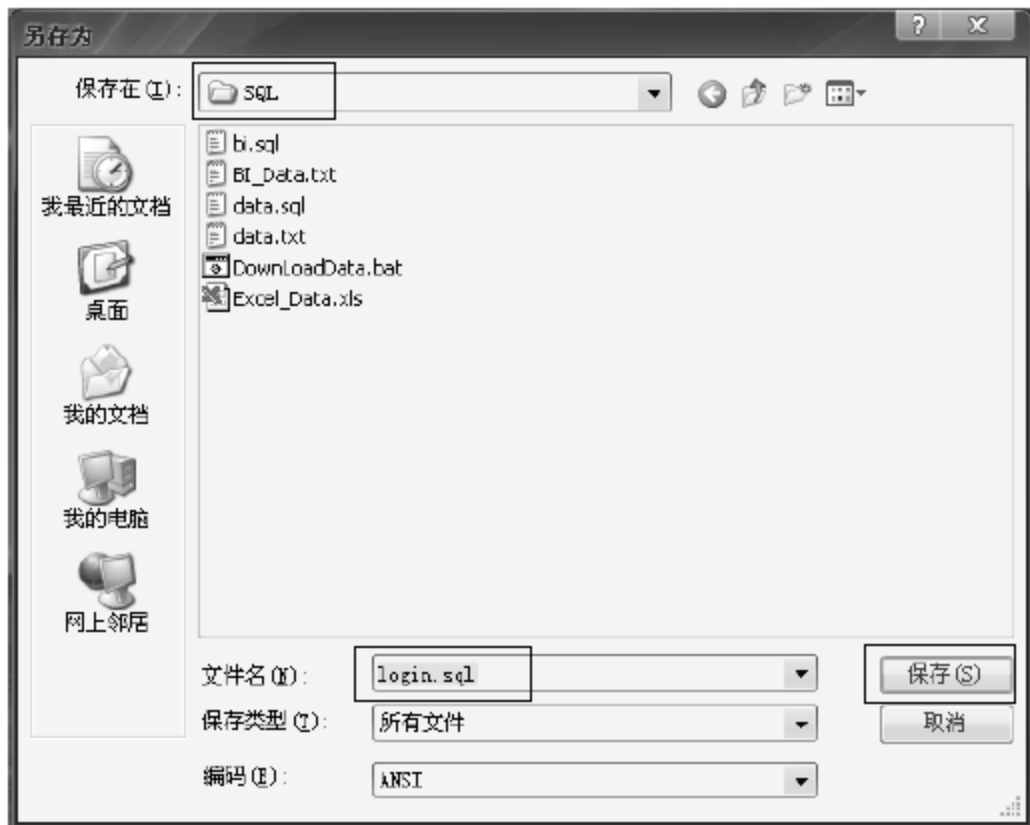 另存为
保存在(I):
SQL
我最近的文档
桌面
我的文档
我的电脑
网上邻居
bi.sql
BI_Data.txt
data.sql
data.txt
DownLoadData.bat
Excel_Data.xls
文件名(N):
login.sql
保存(S)
保存类型(T):
所有文件
取消
编码(E):
ANSI